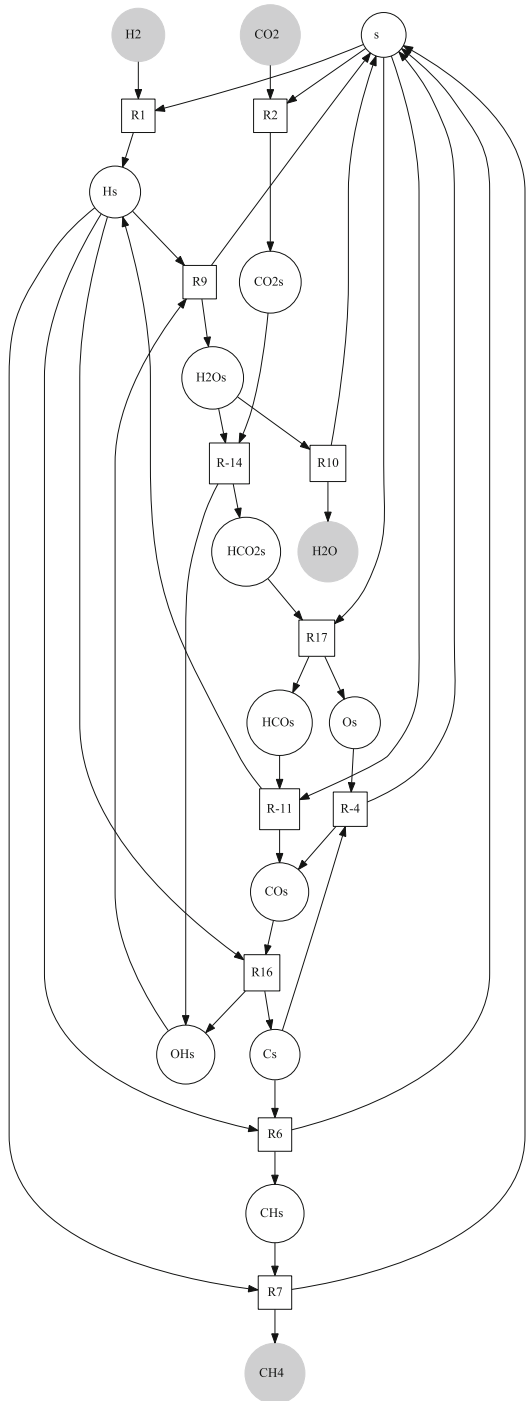 H2
CO2
s
R1
R2
Hs
R9
CO2s
H2Os
R-14
R10
HCO2s
H2O
R17
HCOs
Os
R-11
R-4
COs
R16
OHs
Cs
R6
CHs
R7
CH4